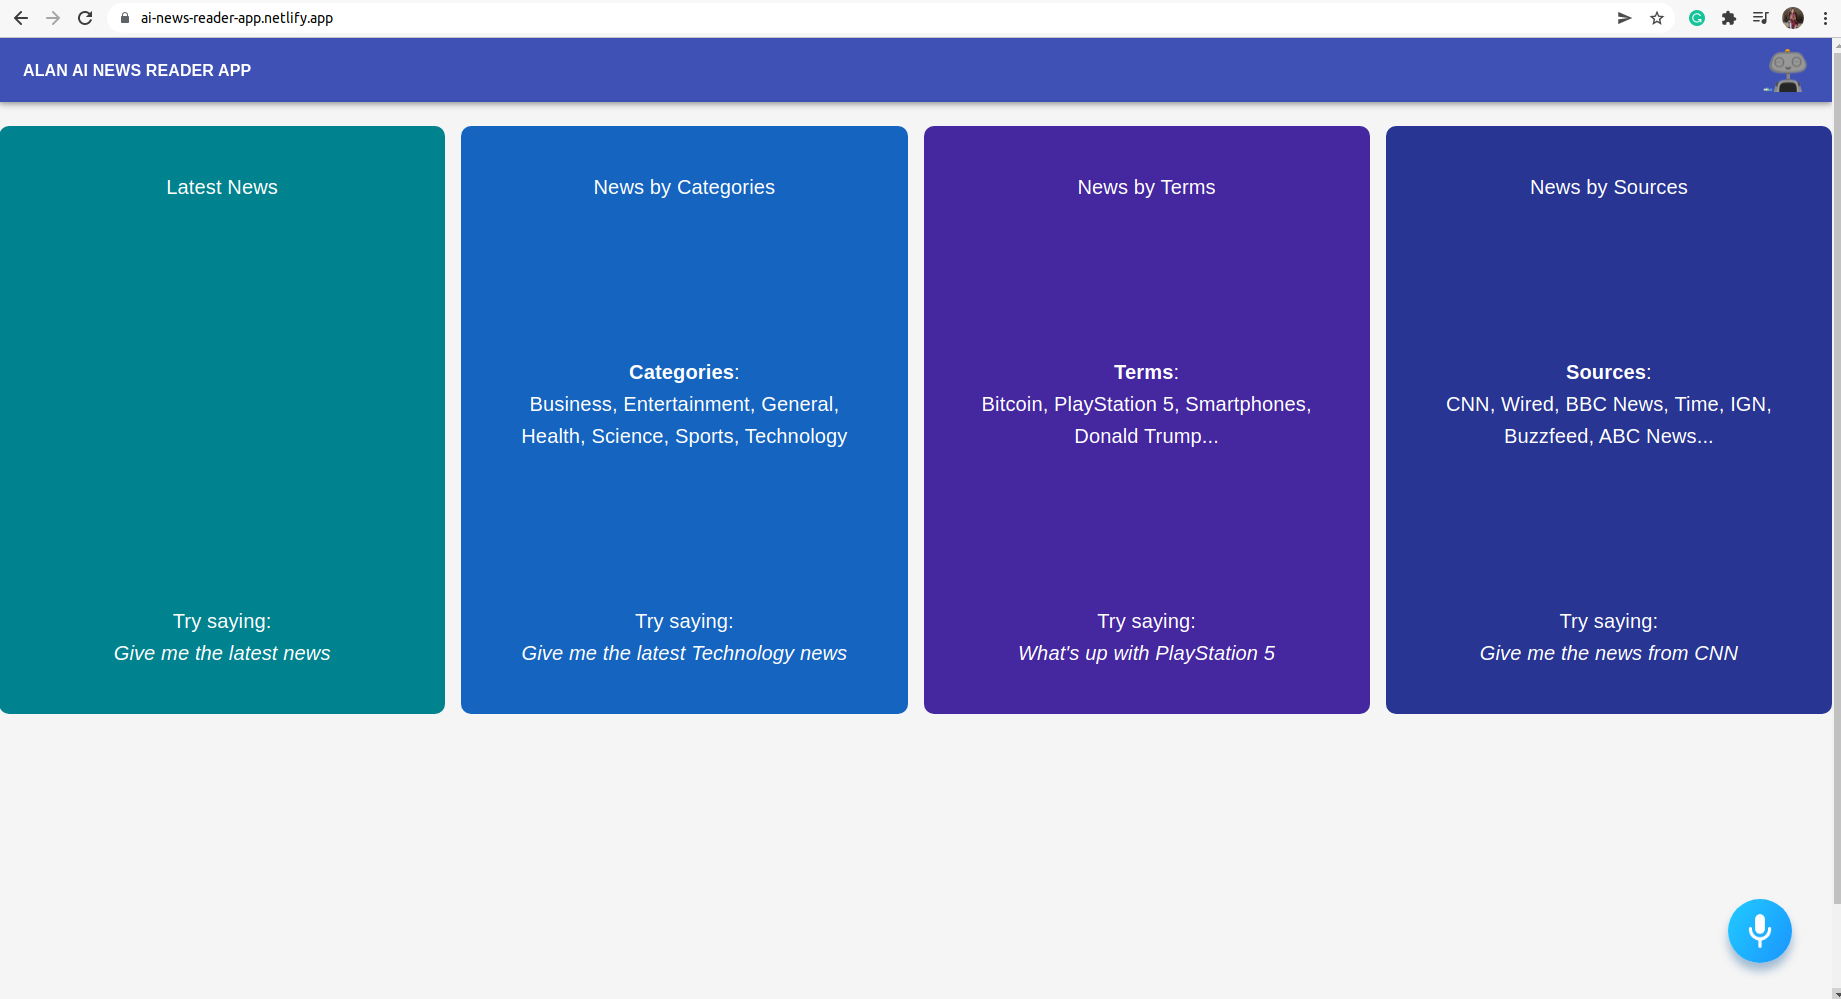 ai-news-reader-app.netlify.app
ALAN AI NEWS READER APP
Latest News
Try saying:
Give me the latest news
News by Categories
Categories:
Business, Entertainment, General,
Health, Science, Sports, Technology
Try saying:
Give me the latest Technology news
News by Terms
Terms:
Bitcoin, PlayStation 5, Smartphones,
Donald Trump...
Try saying:
What's up with PlayStation 5
News by Sources
Sources:
CNN, Wired, BBC News, Time, IGN,
Buzzfeed, ABC News...
Try saying:
Give me the news from CNN